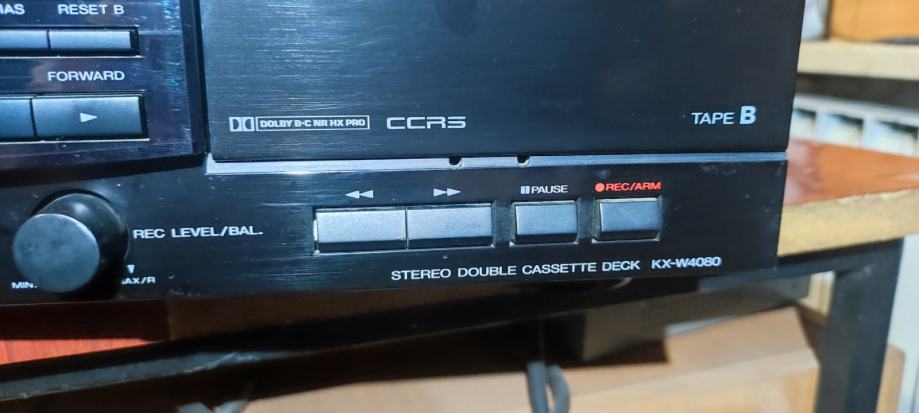 RESET B
FORWARD
DOLBY B·C NR HX PRO
CCRS
TAPE B
PAUSE
REC/ARM
REC LEVEL/BAL.
MIN.
STEREO DOUBLE CASSETTE DECK KX-W4080